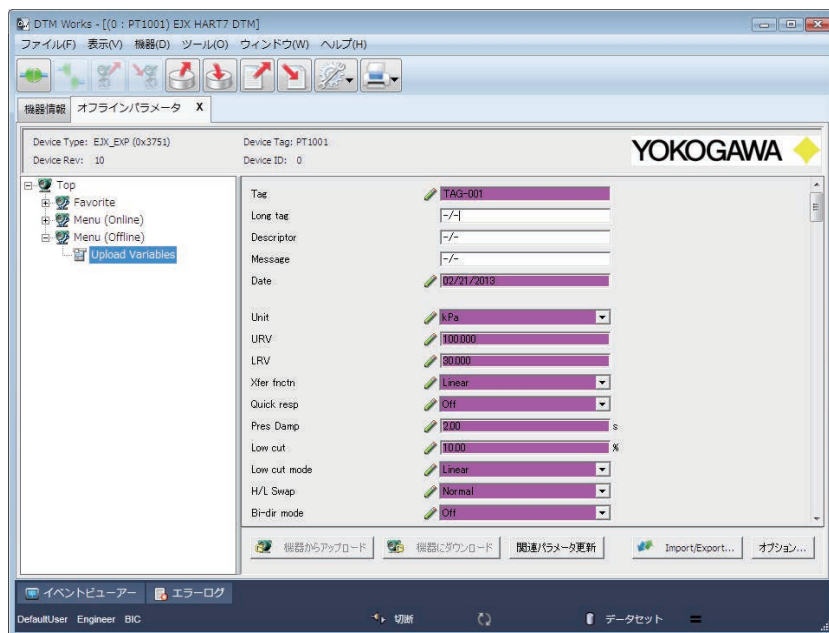 DTM Works - [(0 : PT1001) EJX HART7 DTM]
ファイル(F) 表示(V) 機器(D) ツール(O) ウィンドウ(W) ヘルプ(H)
機器情報 オフラインパラメータ X
Device Type: EJX_EXP (0x3751) Device Tag: PT1001
Device Rev: 10 Device ID: 0
YOKOGAWA
Top
Favorite
Menu (Online)
Menu (Offline)
Upload Variables
Tag TAG-001
Long tag -/-
Descriptor -/-
Message -/-
Date 02/21/2013
Unit kPa
URV 100.000
LRV 30.000
Xfer fnctn Linear
Quick resp Off
Pres Damp 2.00 s
Low cut 10.00 %
Low cut mode Linear
H/L Swap Normal
Bi-dir mode Off
機器からアップロード 機器にダウンロード 関連パラメータ更新 Import/Export... オプション...
イベントビューアー エラーログ
DefaultUser Engineer BIC 切断 データセット